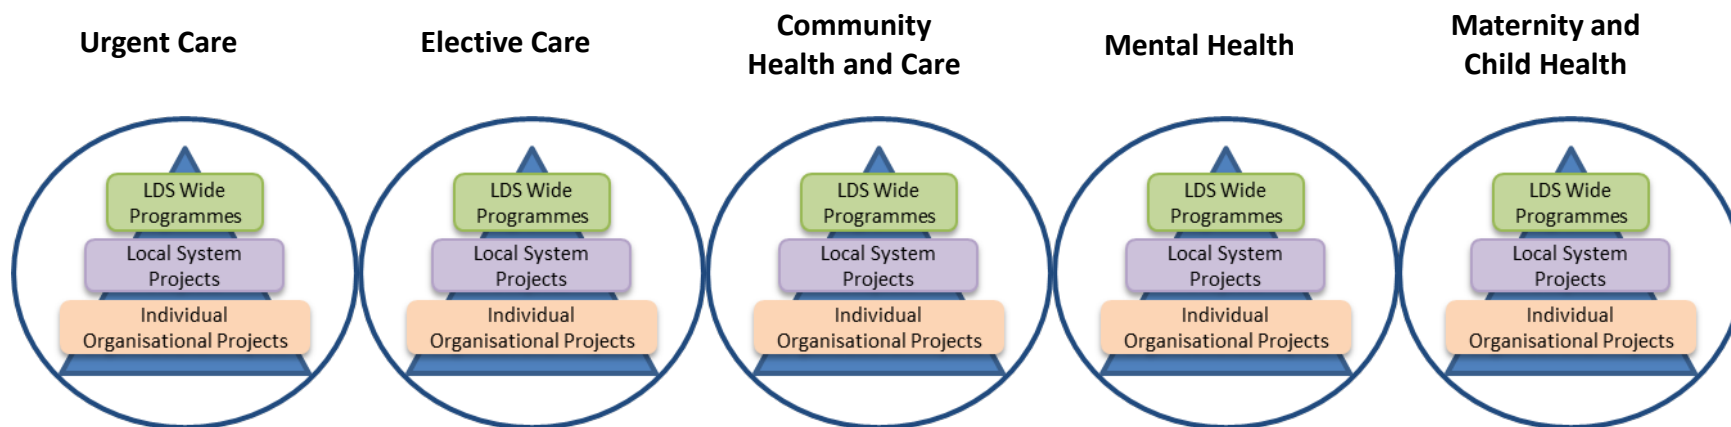 Urgent Care
Elective Care
Community
Health and Care
Mental Health
Maternity and
Child Health
LDS Wide
Programmes
Local System
Projects
Individual
Organisational Projects
LDS Wide
Programmes
Local System
Projects
Individual
Organisational Projects
LDS Wide
Programmes
Local System
Projects
Individual
Organisational Projects
LDS Wide
Programmes
Local System
Projects
Individual
Organisational Projects
LDS Wide
Programmes
Local System
Projects
Individual
Organisational Projects